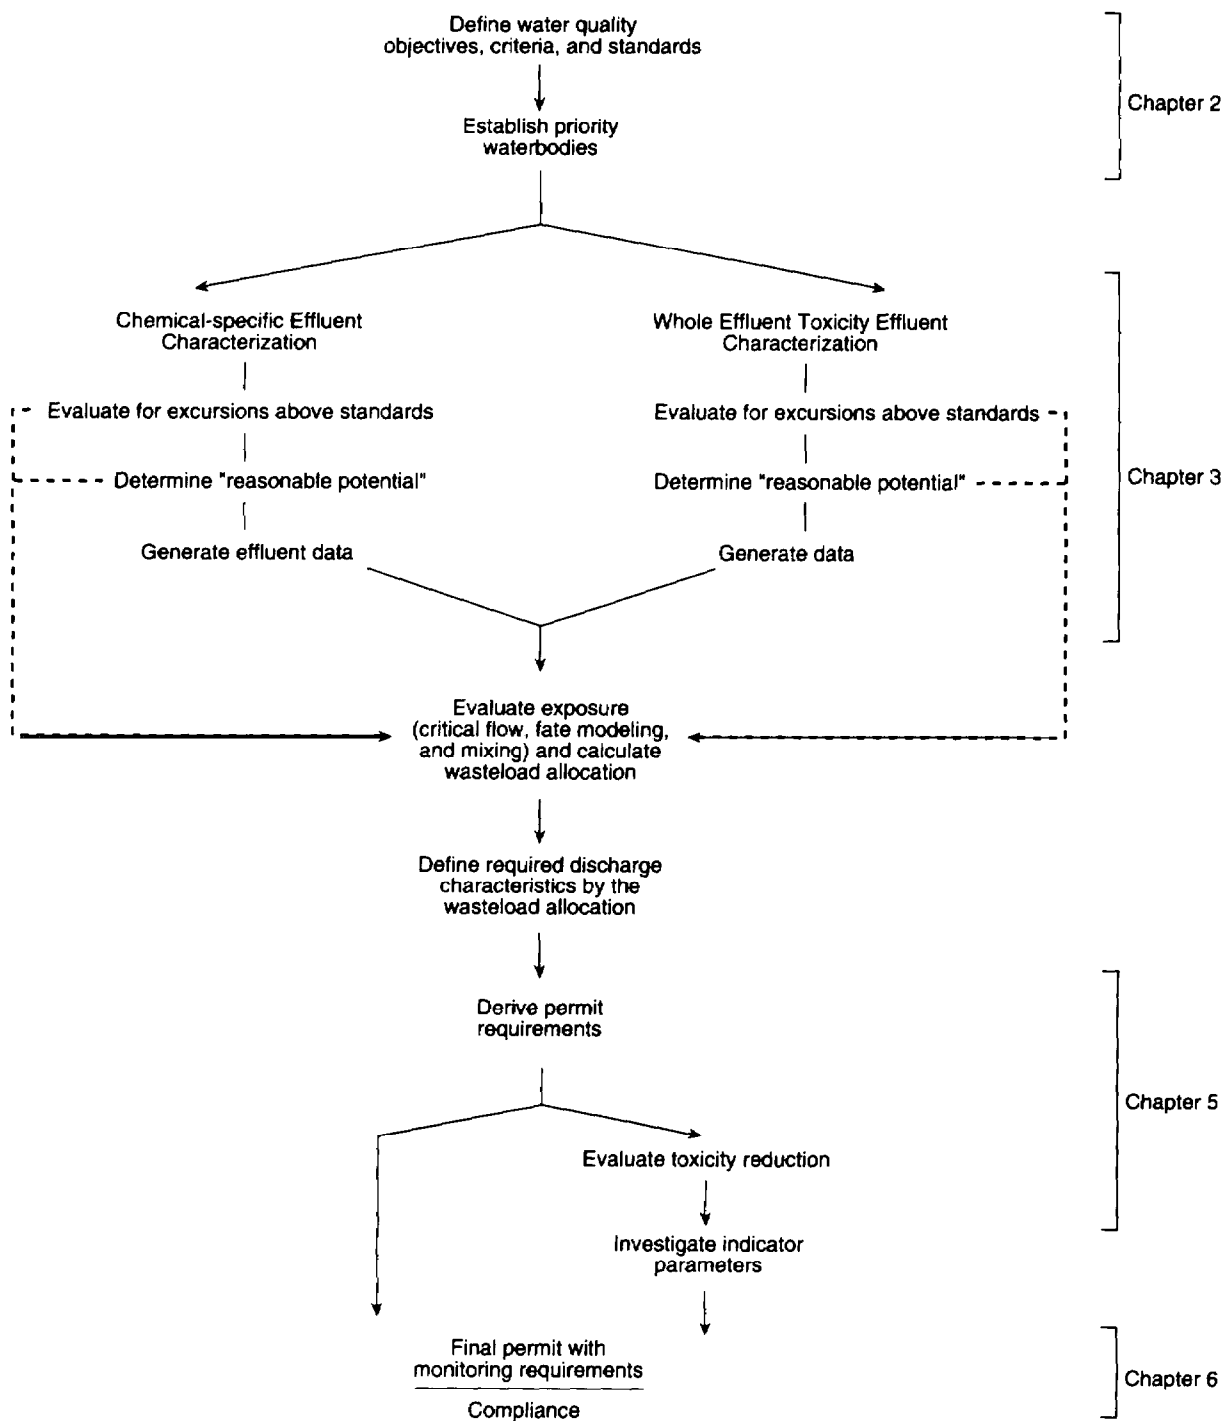 Define water quality
objectives, criteria, and standards
Chapter 2
Establish priority
waterbodies
Chemical-specific Effluent
Characterization
Whole Effluent Toxicity Effluent
Characterization
Evaluate for excursions above standards
Evaluate for excursions above standards
Chapter 3
Determine "reasonable potential"
Determine "reasonable potential"
Generate effluent data
Generate data
Evaluate exposure
(critical flow, fate modeling,
and mixing) and calculate
wasteload allocation
Define required discharge
characteristics by the
wasteload allocation
Derive permit
requirements
Chapter 5
Evaluate toxicity reduction
Investigate indicator
parameters
Final permit with
monitoring requirements
Chapter 6
Compliance